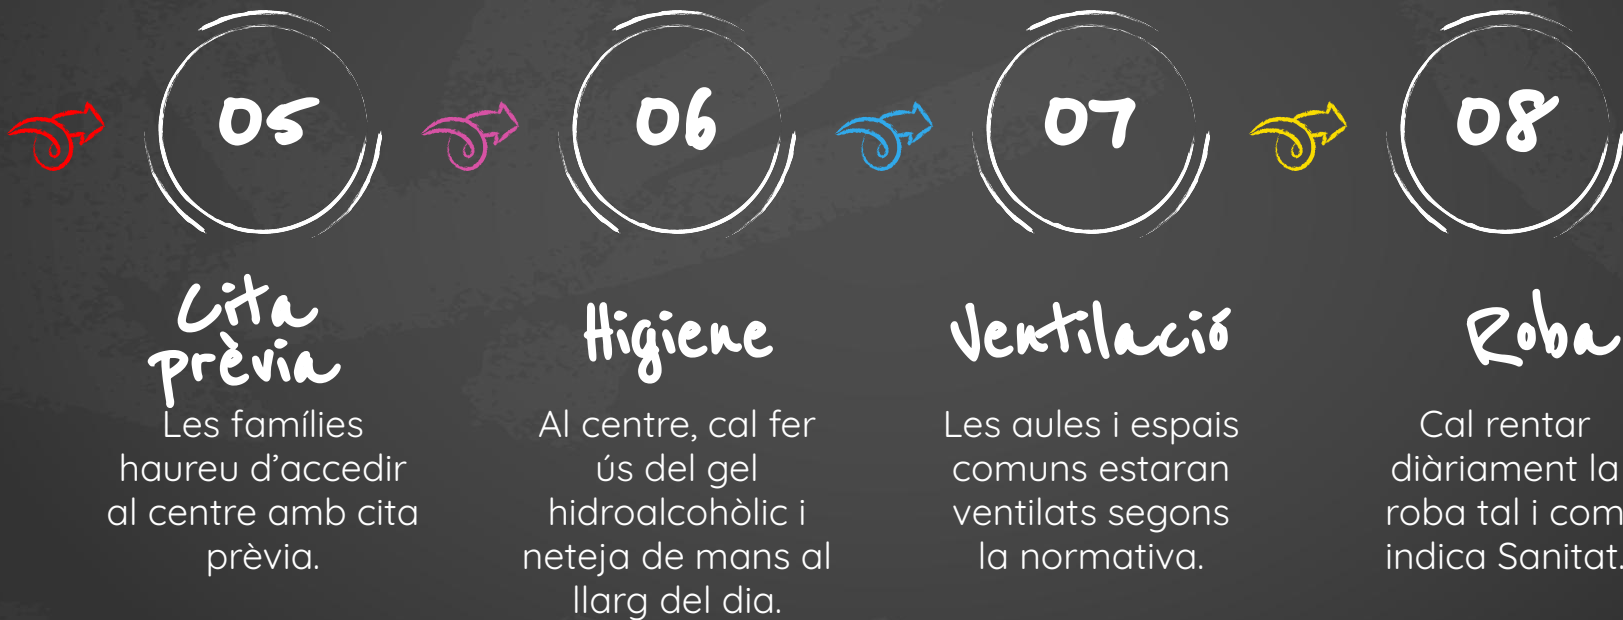 05
Cita
prèvia
Les famílies
haureu d'accedir
al centre amb cita
prèvia.
06
Higiene
Al centre, cal fer
ús del gel
hidroalcohòlic i
neteja de mans al
llarg del dia.
07
Ventilació
Les aules i espais
comuns estaran
ventilats segons
la normativa.
08
Roba
Cal rentar
diàriament la
roba tal i com
indica Sanitat.